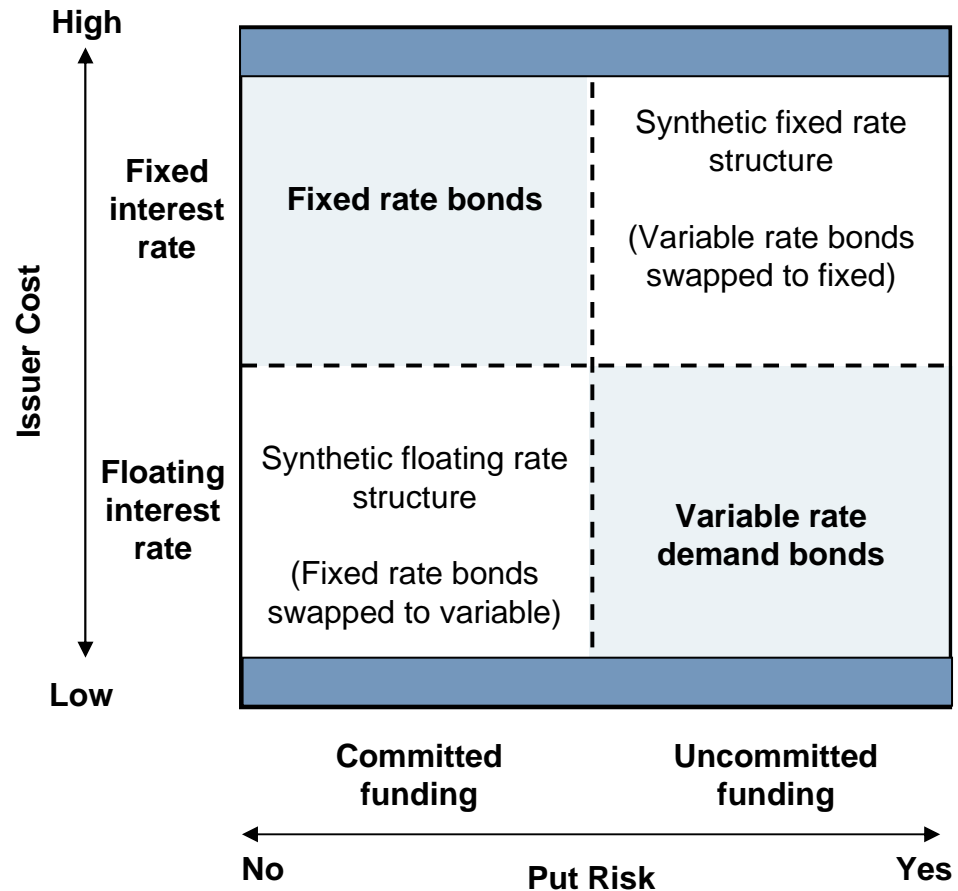 High
Fixed
interest
rate
Fixed rate bonds
Synthetic fixed rate
structure
(Variable rate bonds
swapped to fixed)
Issuer Cost
Floating
interest
rate
Synthetic floating rate
structure
(Fixed rate bonds
swapped to variable)
Variable rate
demand bonds
Low
Committed
funding
Uncommitted
funding
No
Put Risk
Yes